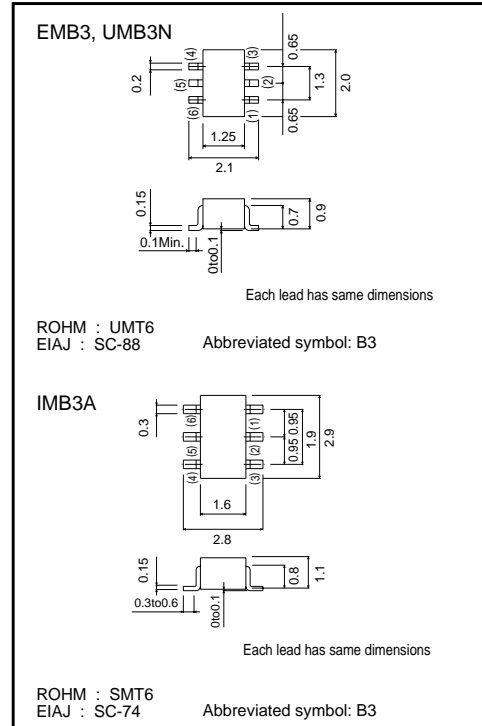 EMB3, UMB3N
(4)
(3)
0.65
0.2
(5)
(2)
1.3
2.0
(6)
(1)
0.65
1.25
2.1
0.15
0.1Min.
0to0.1
0.7
0.9
Each lead has same dimensions
ROHM : UMT6
EIAJ : SC-88
Abbreviated symbol: B3
IMB3A
0.3
(6)
(1)
(5)
(2)
(4)
(3)
0.95
0.95
1.9
2.9
1.6
2.8
0.15
0.3to0.6
0to0.1
0.8
1.1
Each lead has same dimensions
ROHM : SMT6
EIAJ : SC-74
Abbreviated symbol: B3